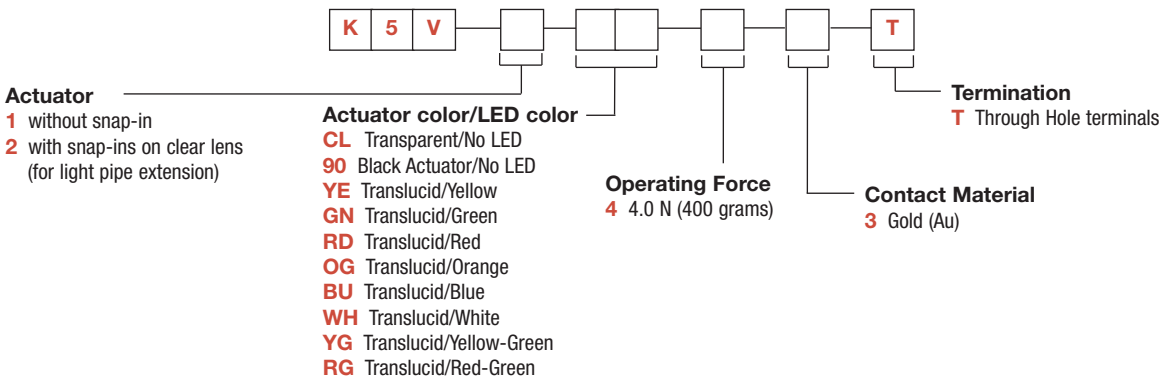 K 5 V T
Actuator
1 without snap-in
2 with snap-ins on clear lens
(for light pipe extension)
Actuator color/LED color
CL Transparent/No LED
90 Black Actuator/No LED
YE Translucid/Yellow
GN Translucid/Green
RD Translucid/Red
OG Translucid/Orange
BU Translucid/Blue
WH Translucid/White
YG Translucid/Yellow-Green
RG Translucid/Red-Green
Operating Force
4 4.0 N (400 grams)
Contact Material
3 Gold (Au)
Termination
T Through Hole terminals